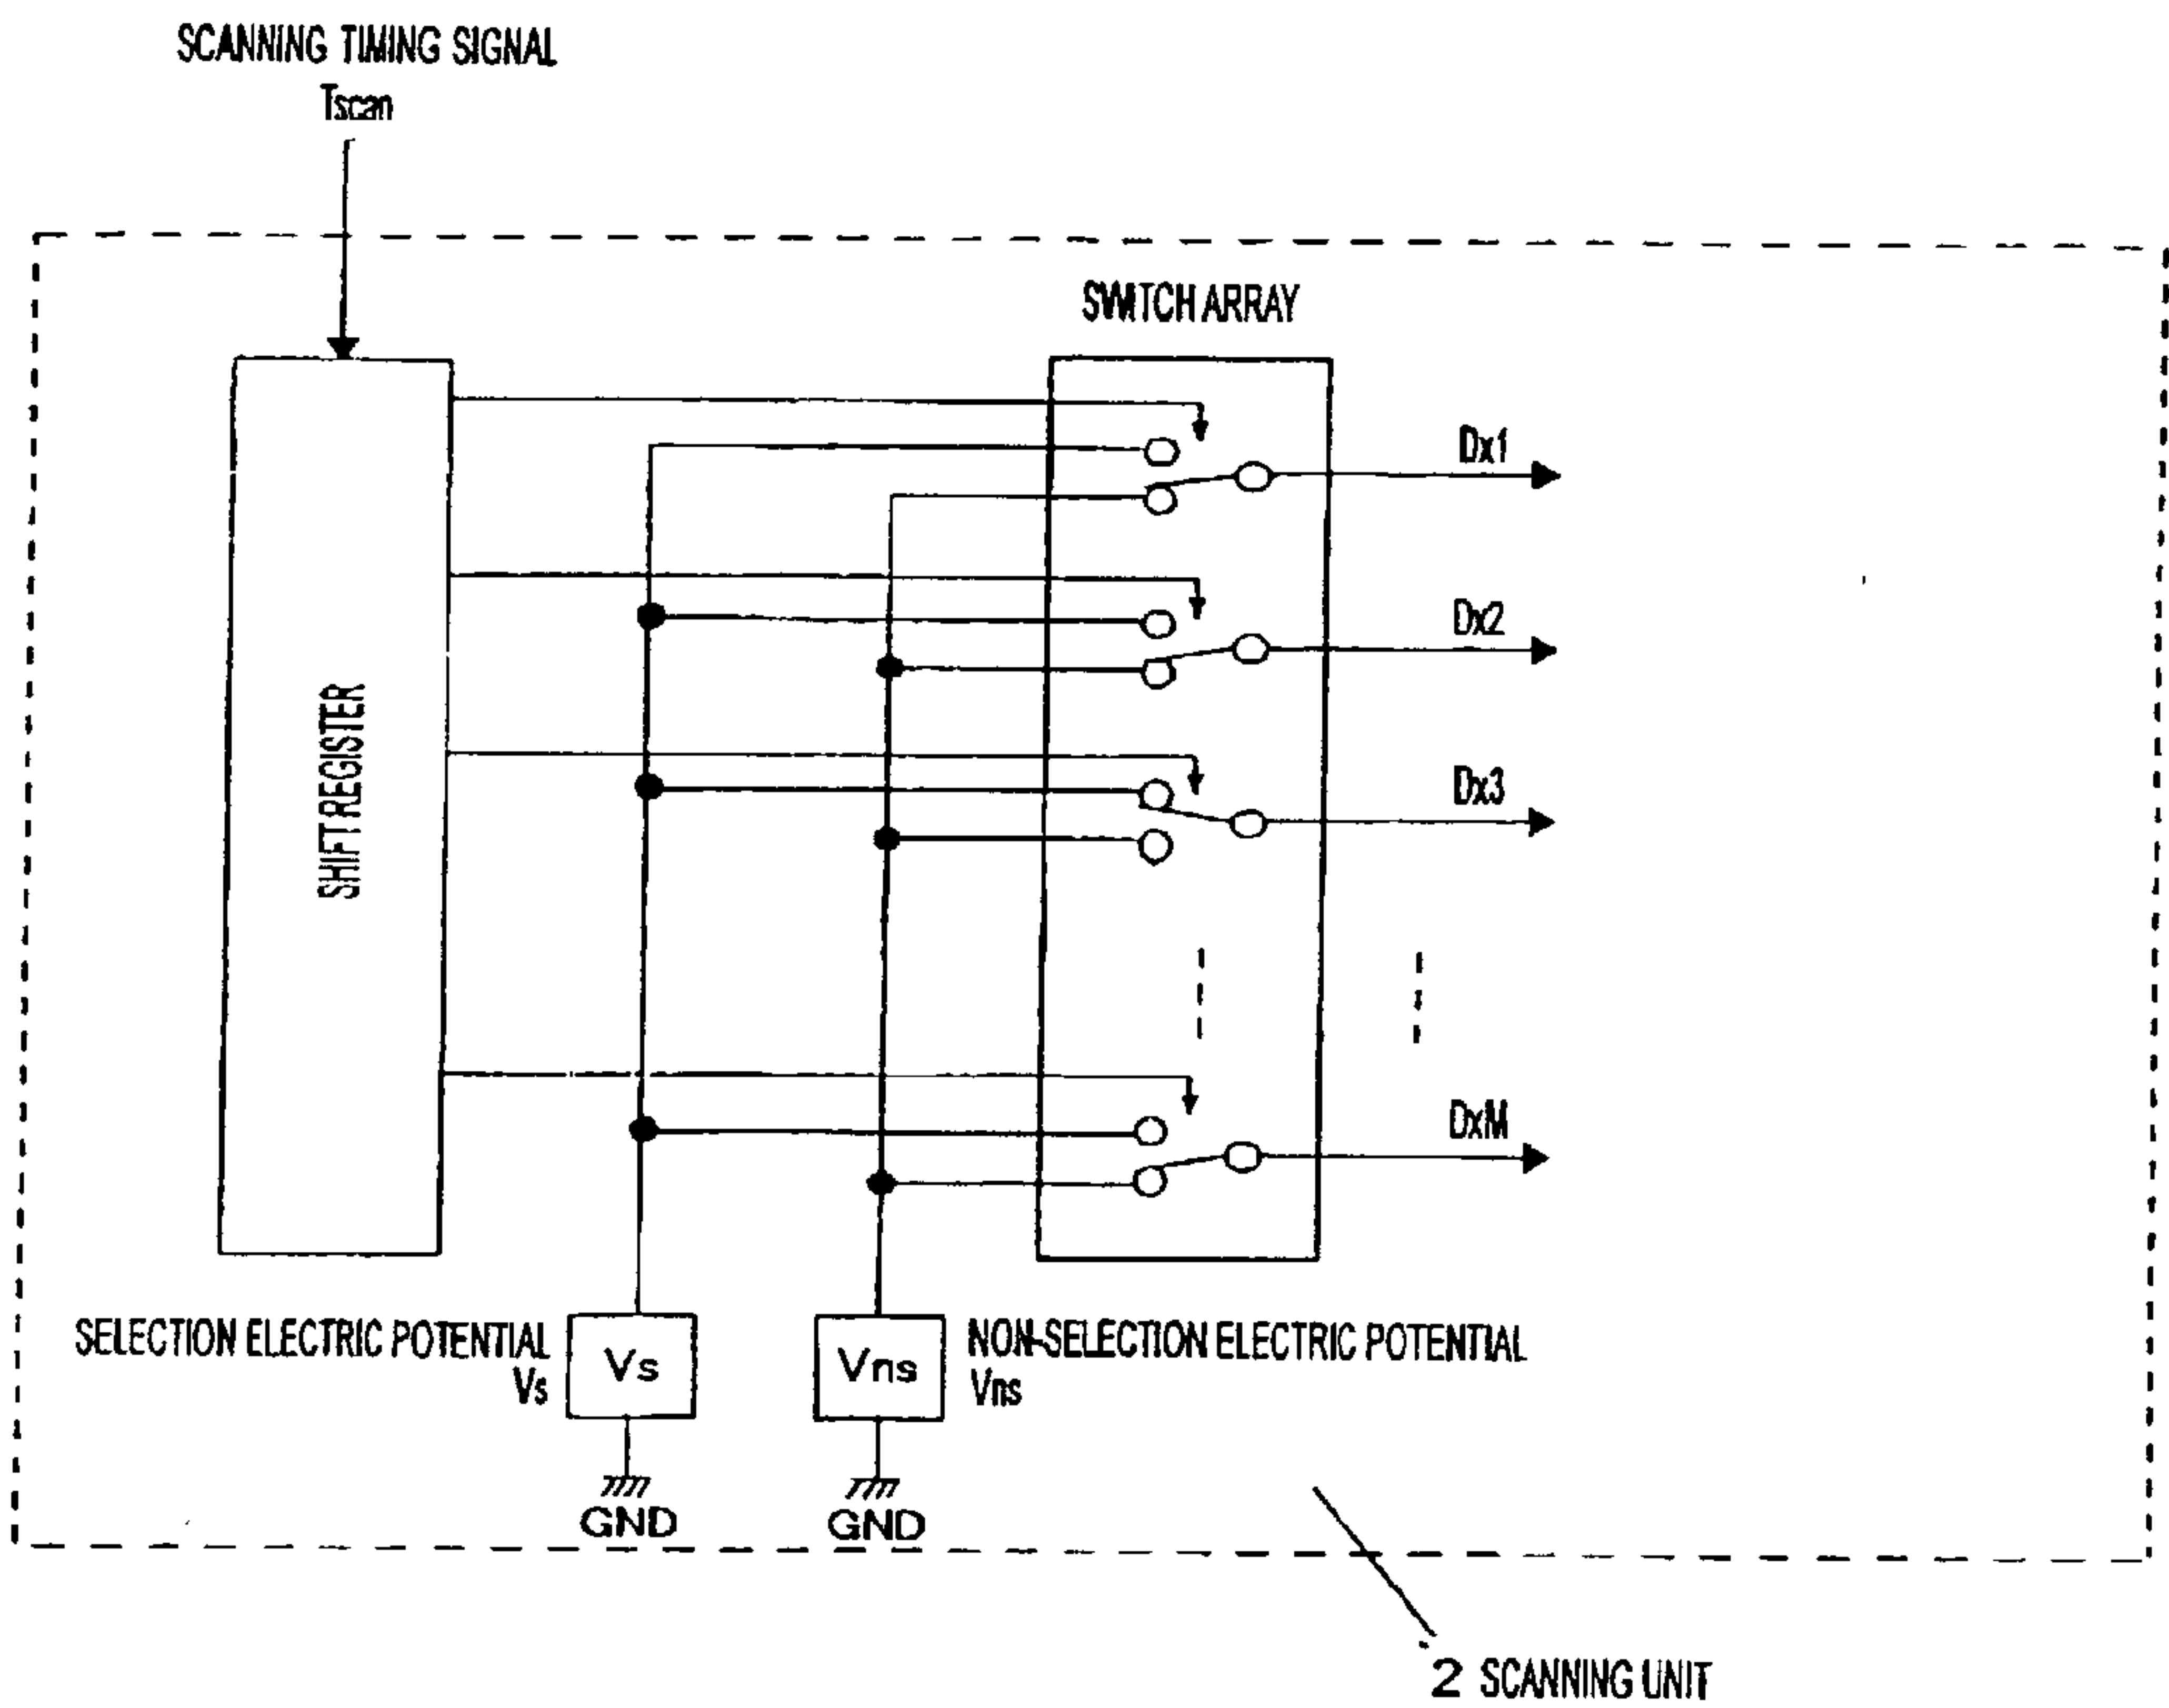 SCANNING TIMING SIGNAL
Tscan
SWITCH ARRAY
Dx1
Dx2
SHIFT REGISTER
Dx3
DxM
SELECTION ELECTRIC POTENTIAL
Vs
Vs
Vns
NON-SELECTION ELECTRIC POTENTIAL
Vns
GND
GND
2 SCANNING UNIT